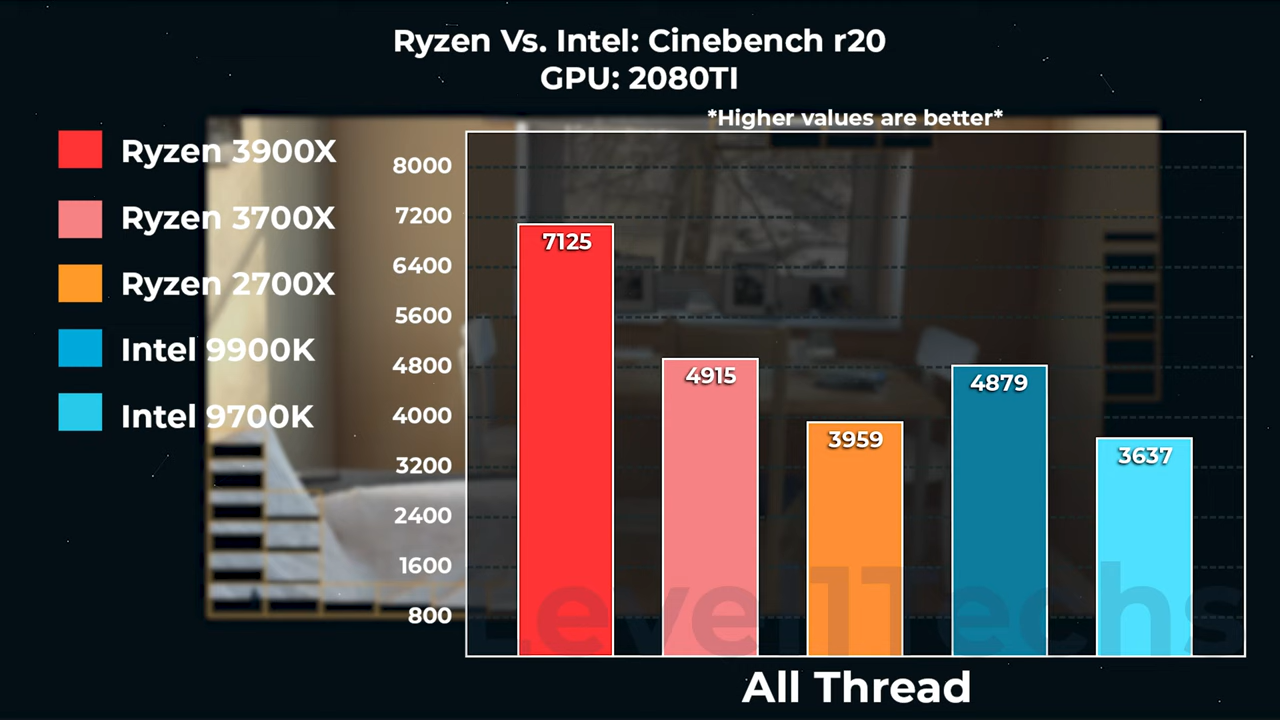 Ryzen Vs. Intel: Cinebench r20
GPU: 2080TI
*Higher values are better*
Ryzen 3900X
Ryzen 3700X
Ryzen 2700X
Intel 9900K
Intel 9700K
8000
7200
6400
5600
4800
4000
3200
2400
1600
800
7125
4915
3959
4879
3637
Level1Techs
All Thread